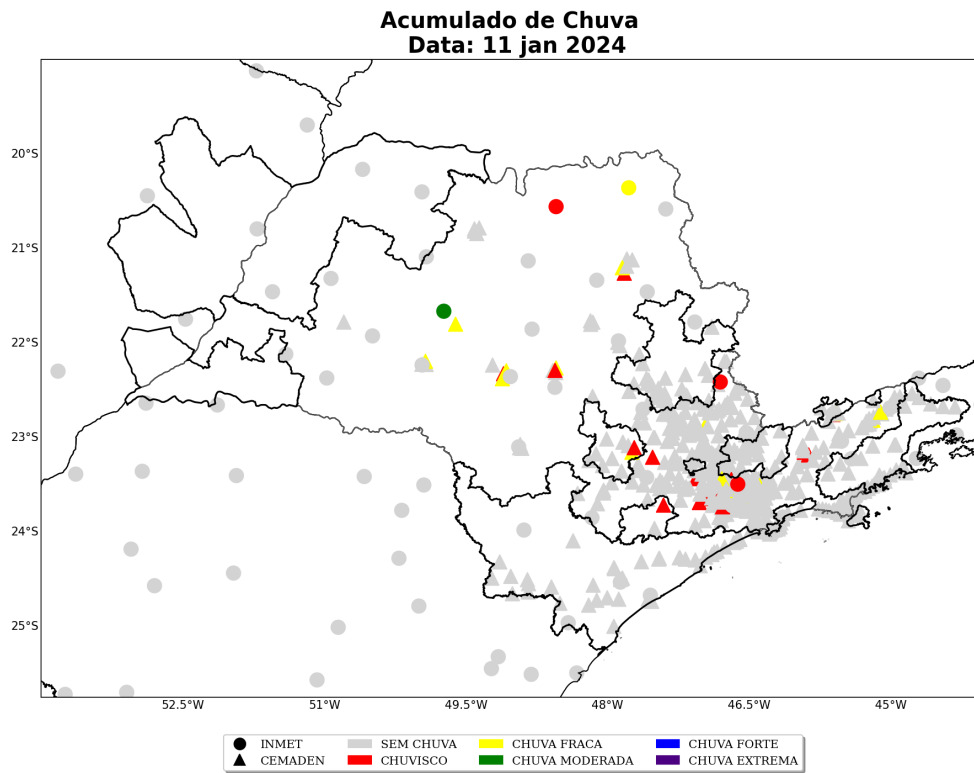 Acumulado de Chuva
Data: 11 jan 2024
20°S
21°S
22°S
23°S
24°S
25°S
52.5°W 51°W 49.5°W 48°W 46.5°W 45°W
INMET SEM CHUVA CHUVA FRACA CHUVA FORTE
CEMADEN CHUVISCO CHUVA MODERADA CHUVA EXTREMA